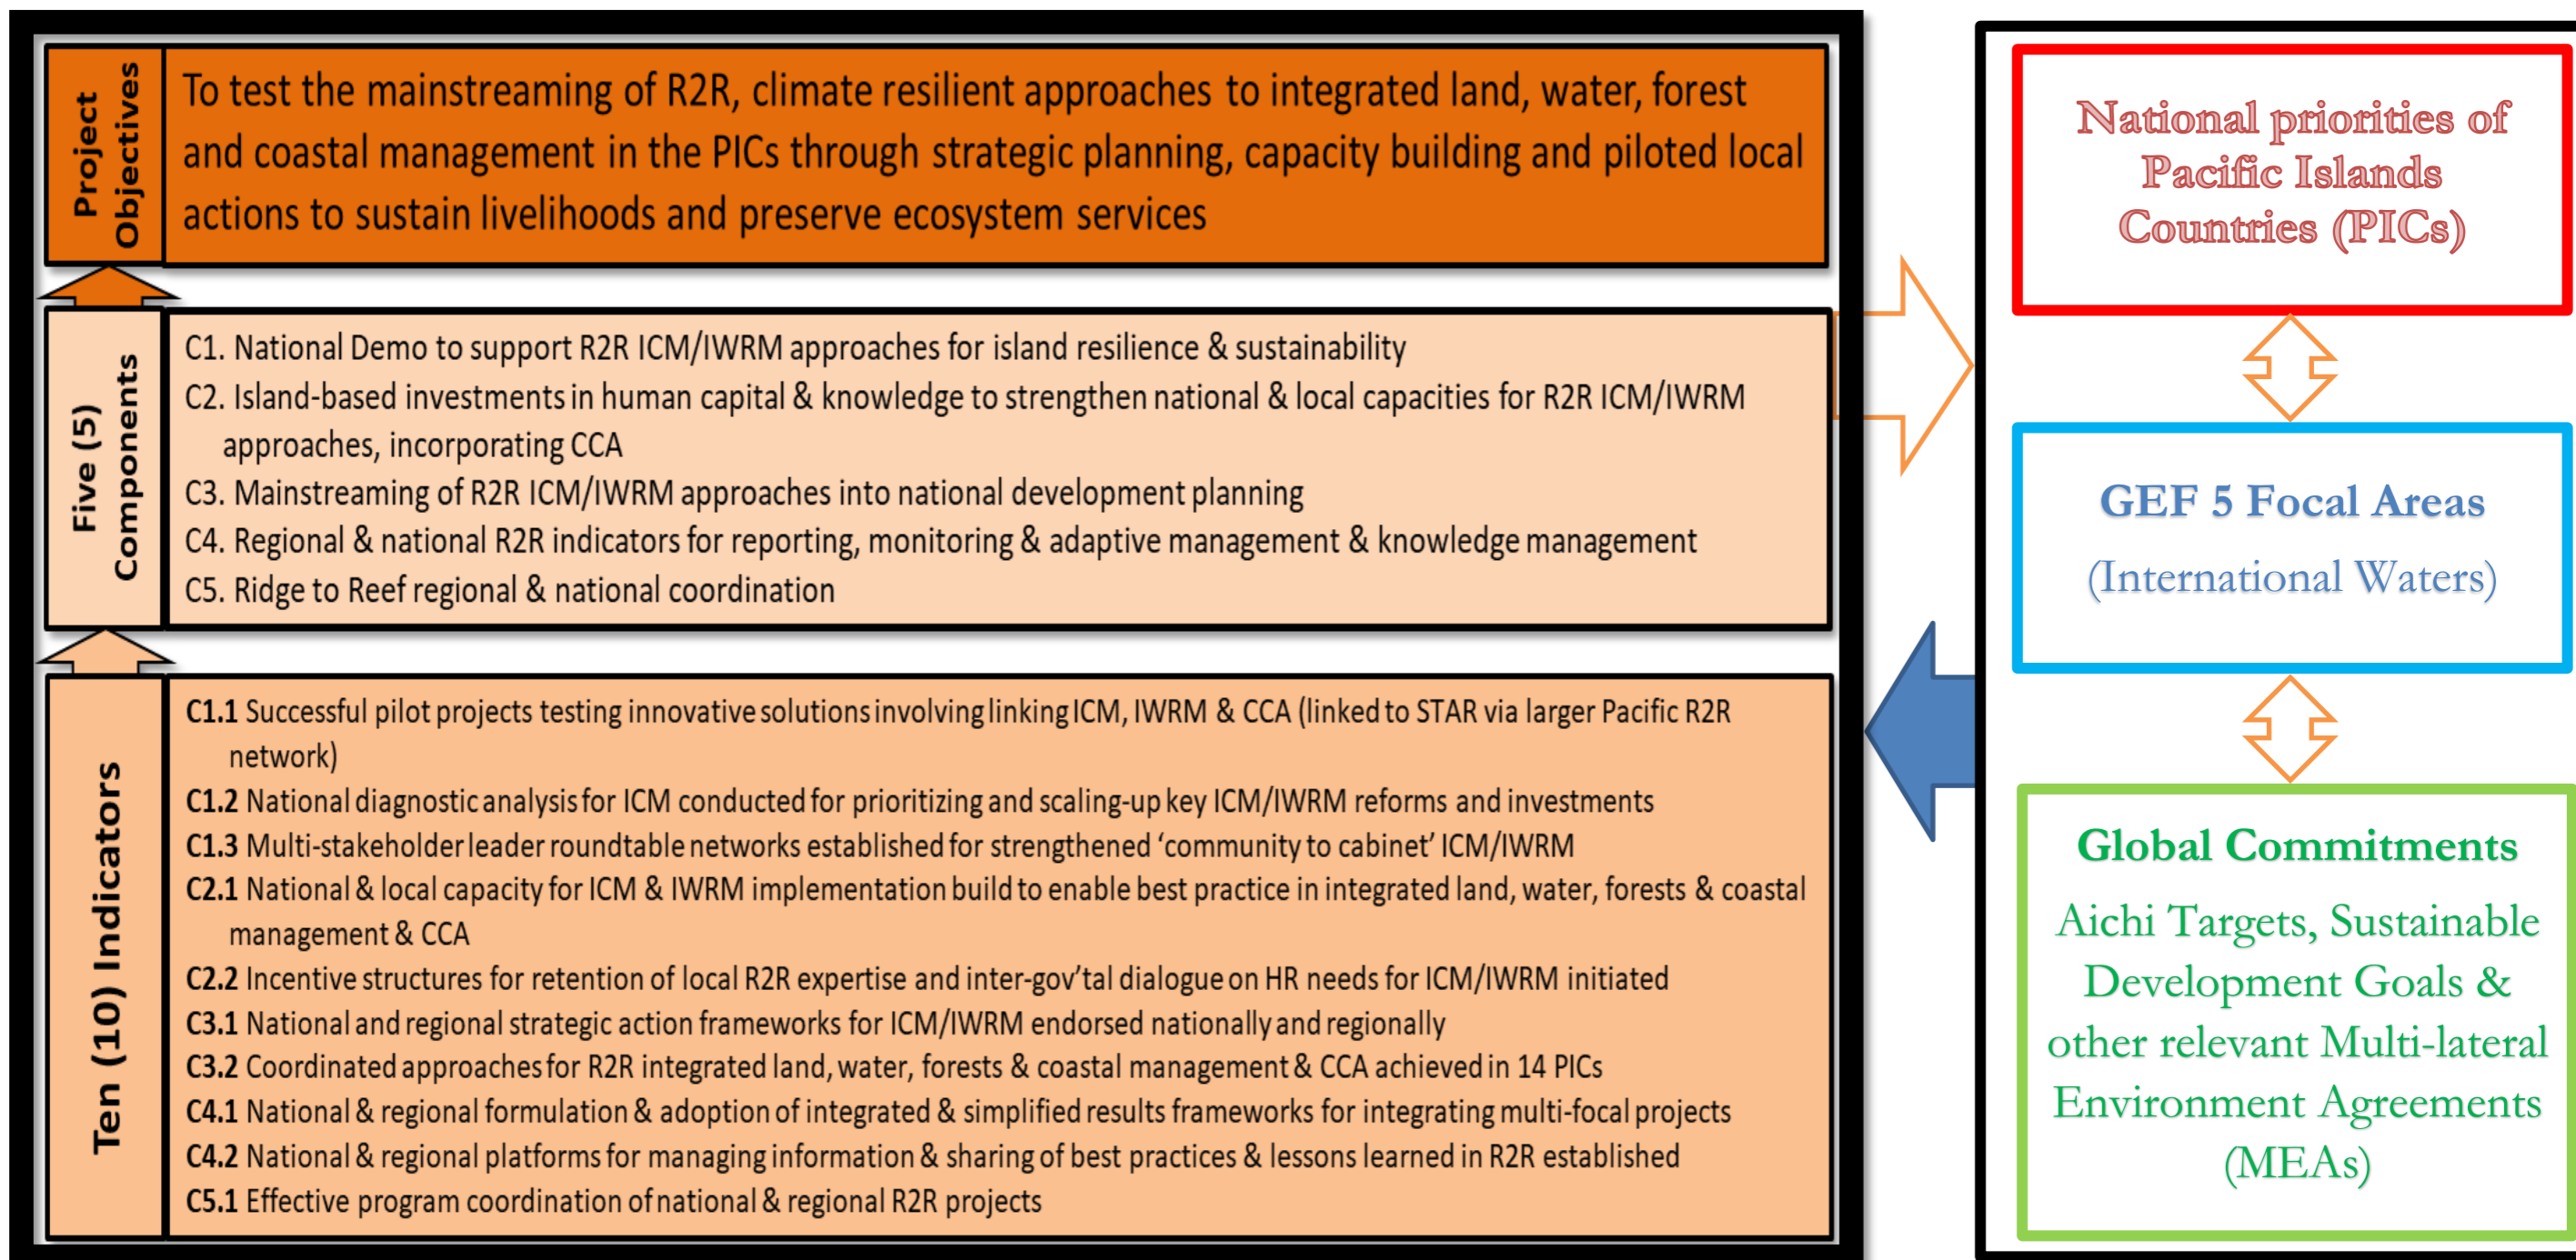 Project
Objectives
To test the mainstreaming of R2R, climate resilient approaches to integrated land, water, forest
and coastal management in the PICs through strategic planning, capacity building and piloted local
actions to sustain livelihoods and preserve ecosystem services
Five (5)
Components
C1. National Demo to support R2R ICM/IWRM approaches for island resilience & sustainability
C2. Island-based investments in human capital & knowledge to strengthen national & local capacities for R2R ICM/IWRM
approaches, incorporating CCA
C3. Mainstreaming of R2R ICM/IWRM approaches into national development planning
C4. Regional & national R2R indicators for reporting, monitoring & adaptive management & knowledge management
C5. Ridge to Reef regional & national coordination
Ten (10) Indicators
C1.1 Successful pilot projects testing innovative solutions involving linking ICM, IWRM & CCA (linked to STAR via larger Pacific R2R
network)
C1.2 National diagnostic analysis for ICM conducted for prioritizing and scaling-up key ICM/IWRM reforms and investments
C1.3 Multi-stakeholder leader roundtable networks established for strengthened ‘community to cabinet’ ICM/IWRM
C2.1 National & local capacity for ICM & IWRM implementation build to enable best practice in integrated land, water, forests & coastal
management & CCA
C2.2 Incentive structures for retention of local R2R expertise and inter-gov’tal dialogue on HR needs for ICM/IWRM initiated
C3.1 National and regional strategic action frameworks for ICM/IWRM endorsed nationally and regionally
C3.2 Coordinated approaches for R2R integrated land, water, forests & coastal management & CCA achieved in 14 PICs
C4.1 National & regional formulation & adoption of integrated & simplified results frameworks for integrating multi-focal projects
C4.2 National & regional platforms for managing information & sharing of best practices & lessons learned in R2R established
C5.1 Effective program coordination of national & regional R2R projects
National priorities of
Pacific Islands
Countries (PICs)
GEF 5 Focal Areas
(International Waters)
Global Commitments
Aichi Targets, Sustainable
Development Goals &
other relevant Multi-lateral
Environment Agreements
(MEAs)